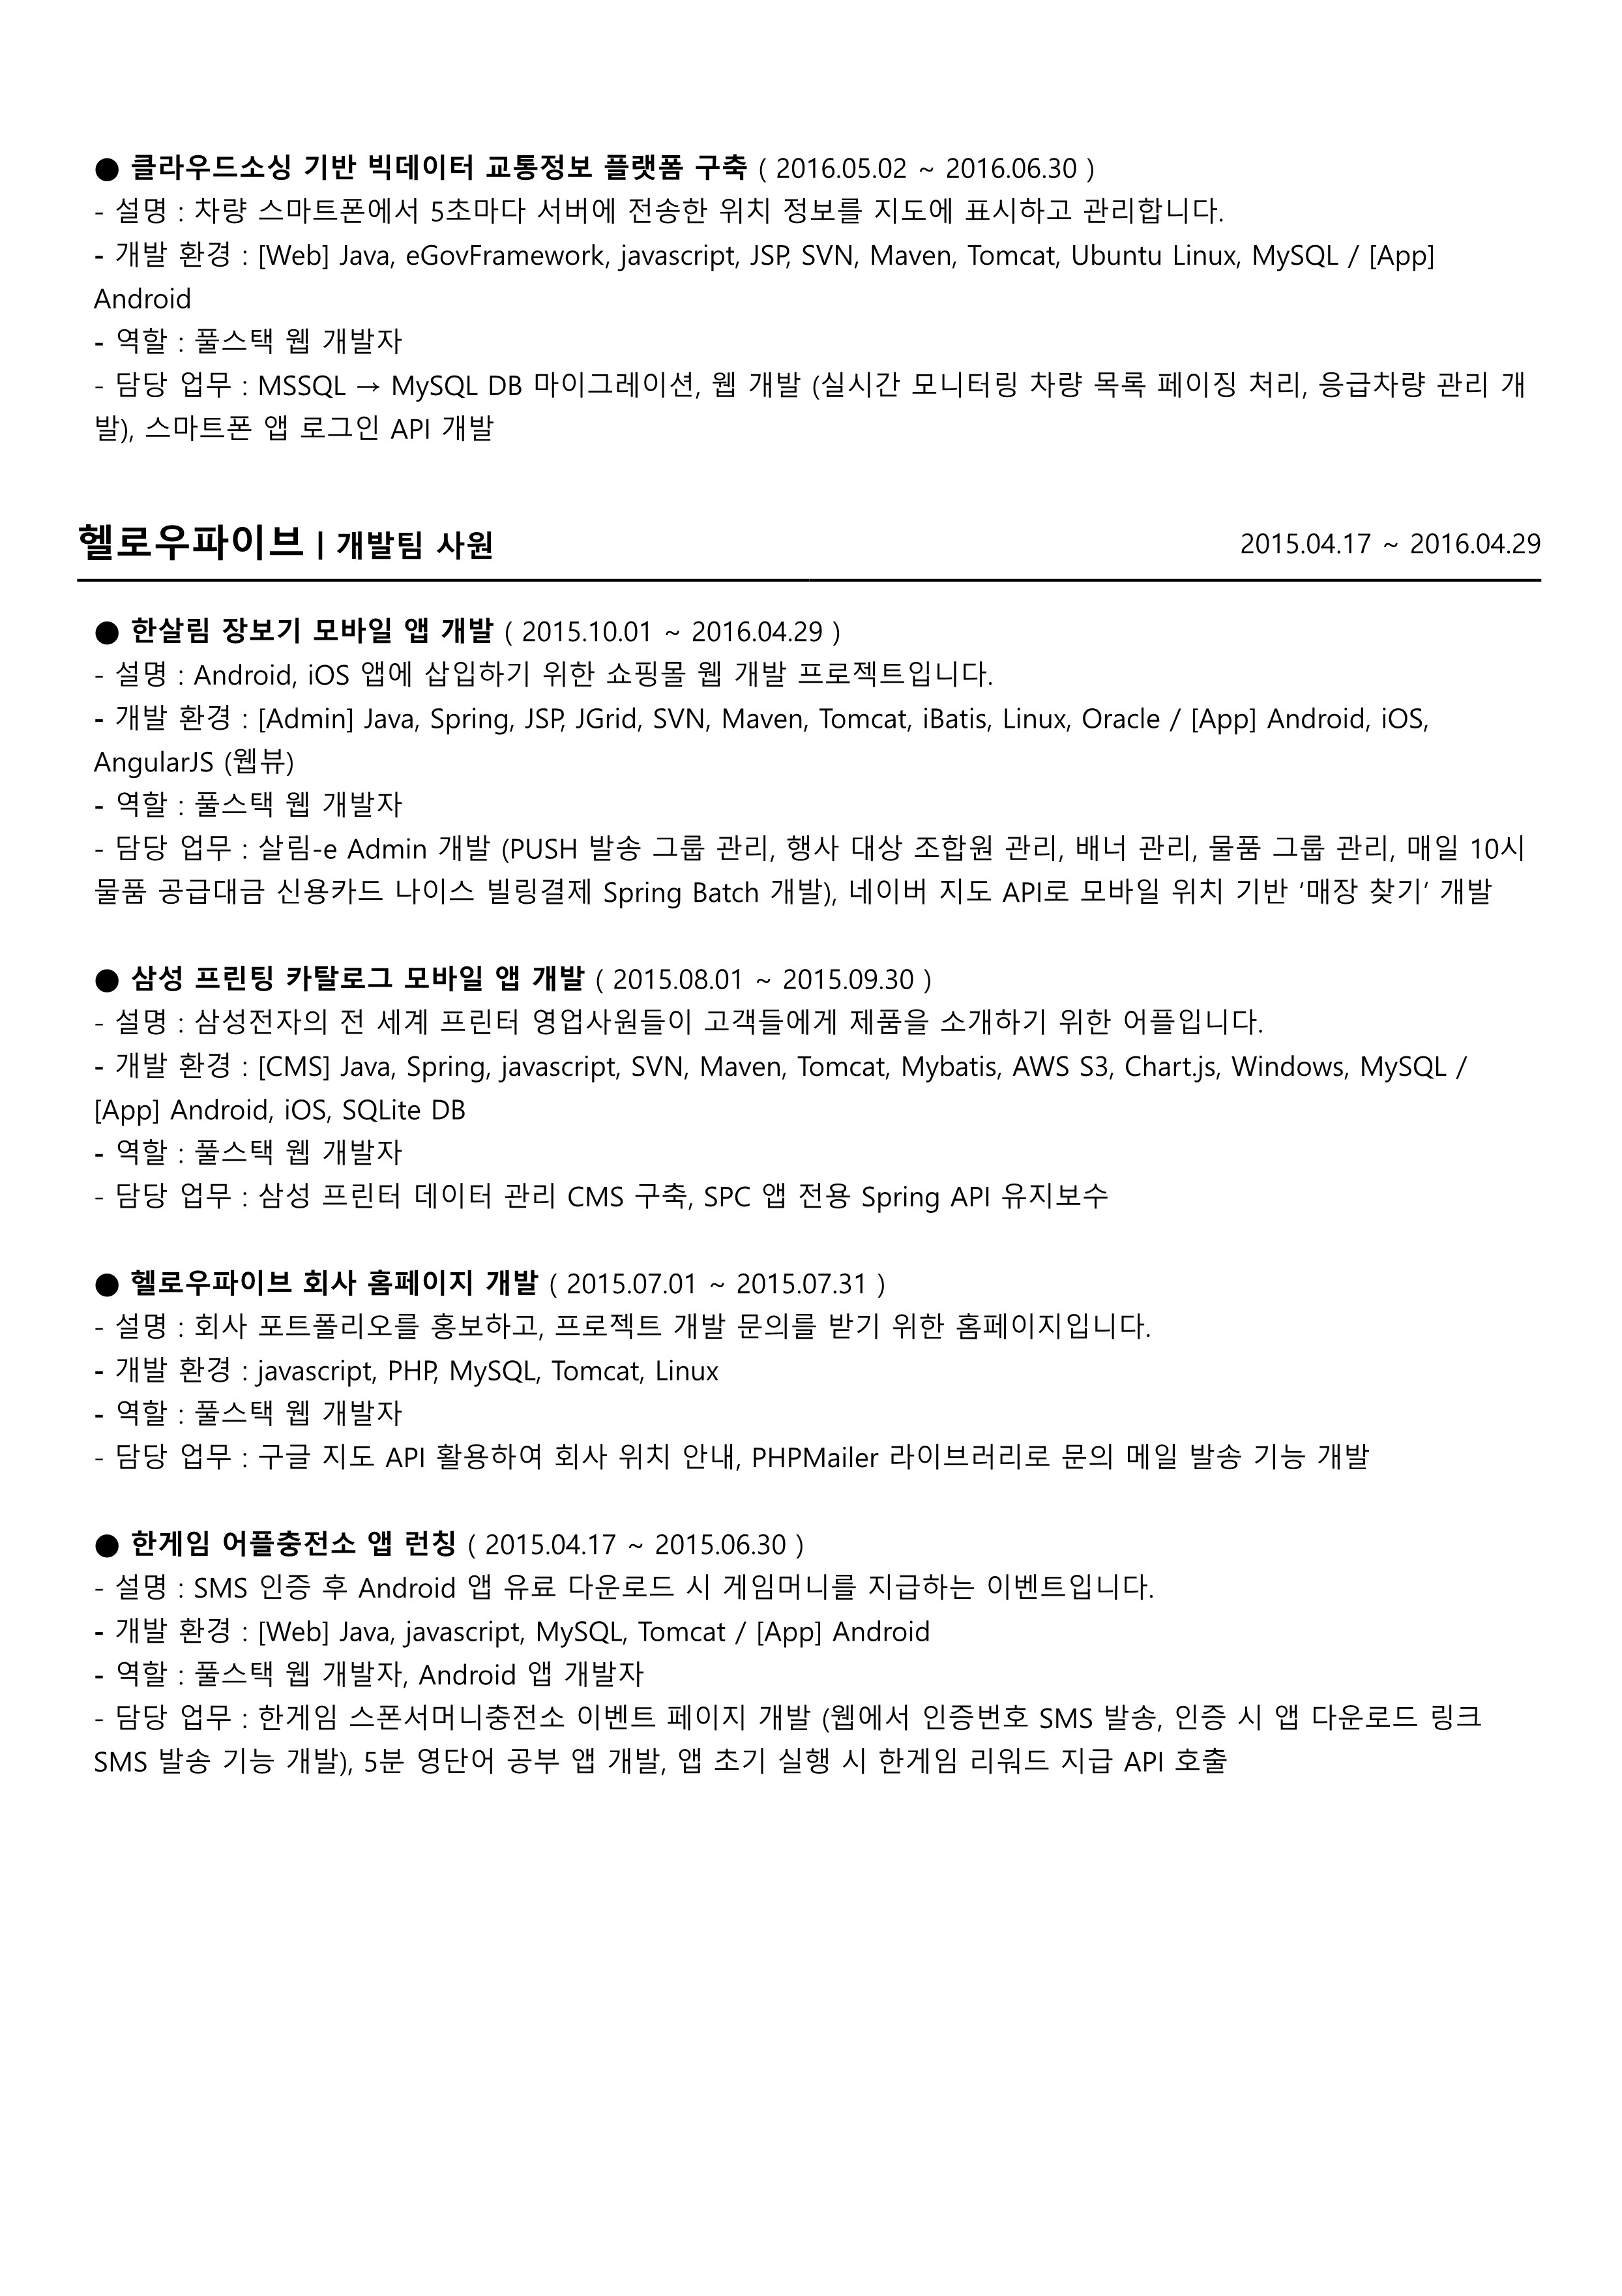 ● 클라우드소싱 기반 빅데이터 교통정보 플랫폼 구축 ( 2016.05.02 ~ 2016.06.30 )
- 설명 : 차량 스마트폰에서 5초마다 서버에 전송한 위치 정보를 지도에 표시하고 관리합니다.
- 개발 환경 : [Web] Java, eGovFramework, javascript, JSP, SVN, Maven, Tomcat, Ubuntu Linux, MySQL / [App]
Android
- 역할 : 풀스택 웹 개발자
- 담당 업무 : MSSQL → MySQL DB 마이그레이션, 웹 개발 (실시간 모니터링 차량 목록 페이징 처리, 응급차량 관리 개
발), 스마트폰 앱 로그인 API 개발
헬로우파이브 | 개발팀 사원 2015.04.17 ~ 2016.04.29
● 한살림 장보기 모바일 앱 개발 ( 2015.10.01 ~ 2016.04.29 )
- 설명 : Android, iOS 앱에 삽입하기 위한 쇼핑몰 웹 개발 프로젝트입니다.
- 개발 환경 : [Admin] Java, Spring, JSP, JGrid, SVN, Maven, Tomcat, iBatis, Linux, Oracle / [App] Android, iOS,
AngularJS (웹뷰)
- 역할 : 풀스택 웹 개발자
- 담당 업무 : 살림-e Admin 개발 (PUSH 발송 그룹 관리, 행사 대상 조합원 관리, 배너 관리, 물품 그룹 관리, 매일 10시
물품 공급대금 신용카드 나이스 빌링결제 Spring Batch 개발), 네이버 지도 API로 모바일 위치 기반 ‘매장 찾기’ 개발
● 삼성 프린팅 카탈로그 모바일 앱 개발 ( 2015.08.01 ~ 2015.09.30 )
- 설명 : 삼성전자의 전 세계 프린터 영업사원들이 고객들에게 제품을 소개하기 위한 어플입니다.
- 개발 환경 : [CMS] Java, Spring, javascript, SVN, Maven, Tomcat, Mybatis, AWS S3, Chart.js, Windows, MySQL /
[App] Android, iOS, SQLite DB
- 역할 : 풀스택 웹 개발자
- 담당 업무 : 삼성 프린터 데이터 관리 CMS 구축, SPC 앱 전용 Spring API 유지보수
● 헬로우파이브 회사 홈페이지 개발 ( 2015.07.01 ~ 2015.07.31 )
- 설명 : 회사 포트폴리오를 홍보하고, 프로젝트 개발 문의를 받기 위한 홈페이지입니다.
- 개발 환경 : javascript, PHP, MySQL, Tomcat, Linux
- 역할 : 풀스택 웹 개발자
- 담당 업무 : 구글 지도 API 활용하여 회사 위치 안내, PHPMailer 라이브러리로 문의 메일 발송 기능 개발
● 한게임 어플충전소 앱 런칭 ( 2015.04.17 ~ 2015.06.30 )
- 설명 : SMS 인증 후 Android 앱 유료 다운로드 시 게임머니를 지급하는 이벤트입니다.
- 개발 환경 : [Web] Java, javascript, MySQL, Tomcat / [App] Android
- 역할 : 풀스택 웹 개발자, Android 앱 개발자
- 담당 업무 : 한게임 스폰서머니충전소 이벤트 페이지 개발 (웹에서 인증번호 SMS 발송, 인증 시 앱 다운로드 링크
SMS 발송 기능 개발), 5분 영단어 공부 앱 개발, 앱 초기 실행 시 한게임 리워드 지급 API 호출